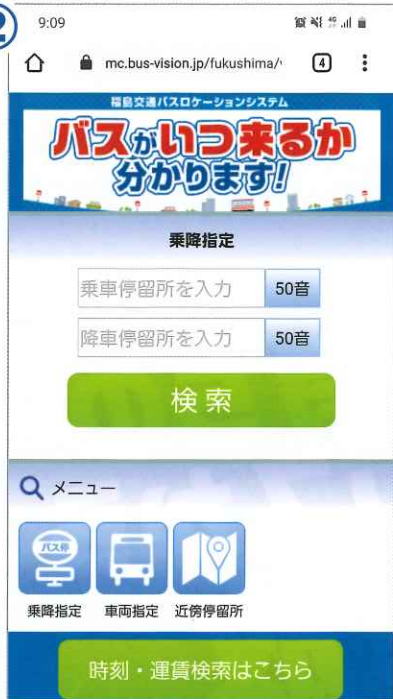 2
9:09
4G
mc.bus-vision.jp/fukushima/
4
福島交通バスロケーションシステム
バスがいつ来るか
分かります!
乗降指定
乗車停留所を入力
50音
降車停留所を入力
50音
検索
メニュー
バス停
乗降指定
車両指定
近傍停留所
時刻・運賃検索はこちら